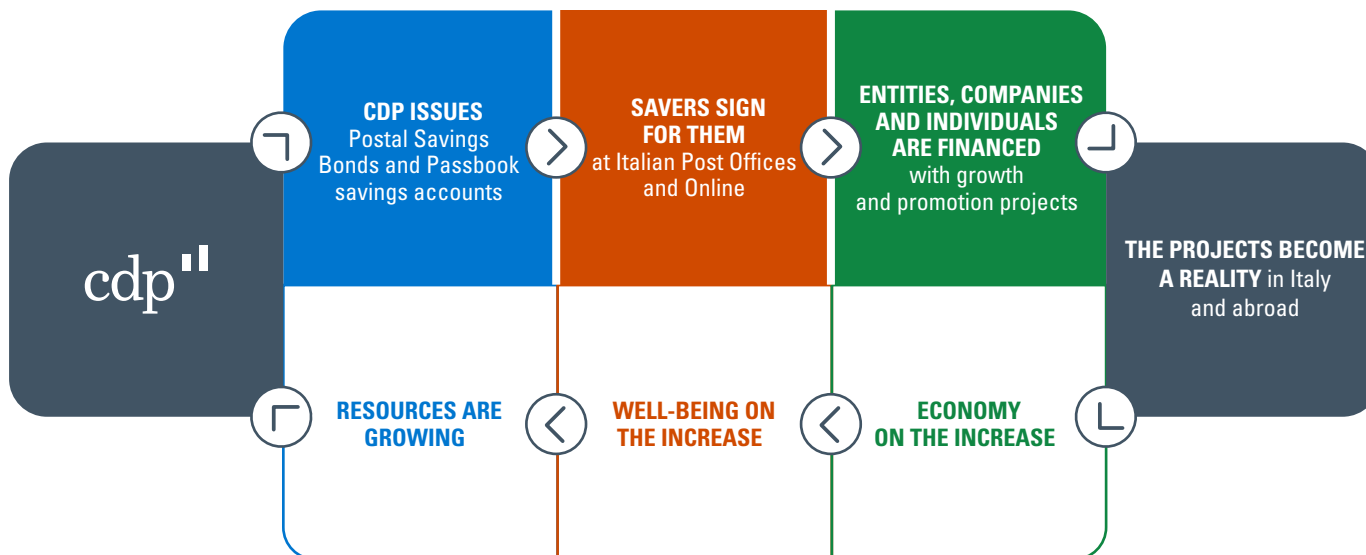 cdp
CDP ISSUES
Postal Savings
Bonds and Passbook
savings accounts
SAVERS SIGN
FOR THEM
at Italian Post Offices
and Online
ENTITIES, COMPANIES
AND INDIVIDUALS
ARE FINANCED
with growth
and promotion projects
THE PROJECTS BECOME
A REALITY in Italy
and abroad
ECONOMY
ON THE INCREASE
WELL-BEING ON
THE INCREASE
RESOURCES ARE
GROWING